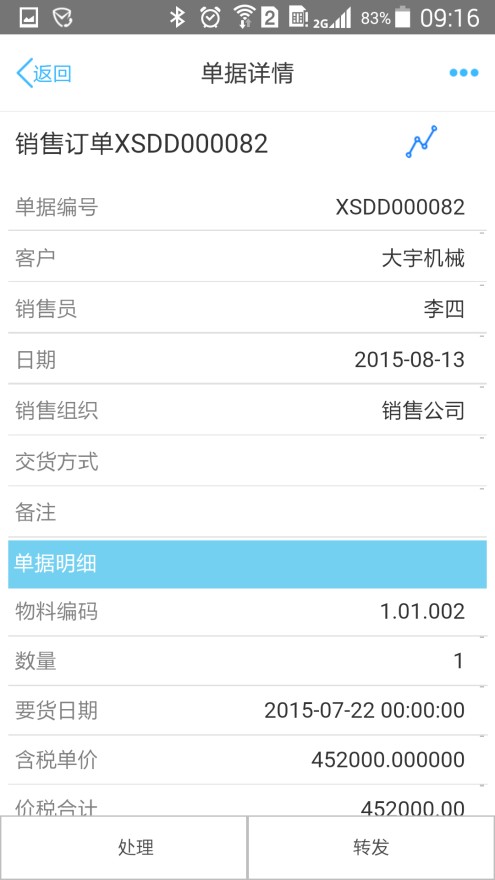 2 2G 83% 09:16
返回 单据详情
销售订单XSDD000082
单据编号 XSDD000082
客户 大宇机械
销售员 李四
日期 2015-08-13
销售组织 销售公司
交货方式
备注
单据明细
物料编码 1.01.002
数量 1
要货日期 2015-07-22 00:00:00
含税单价 452000.000000
价税合计 452000.00
处理 转发